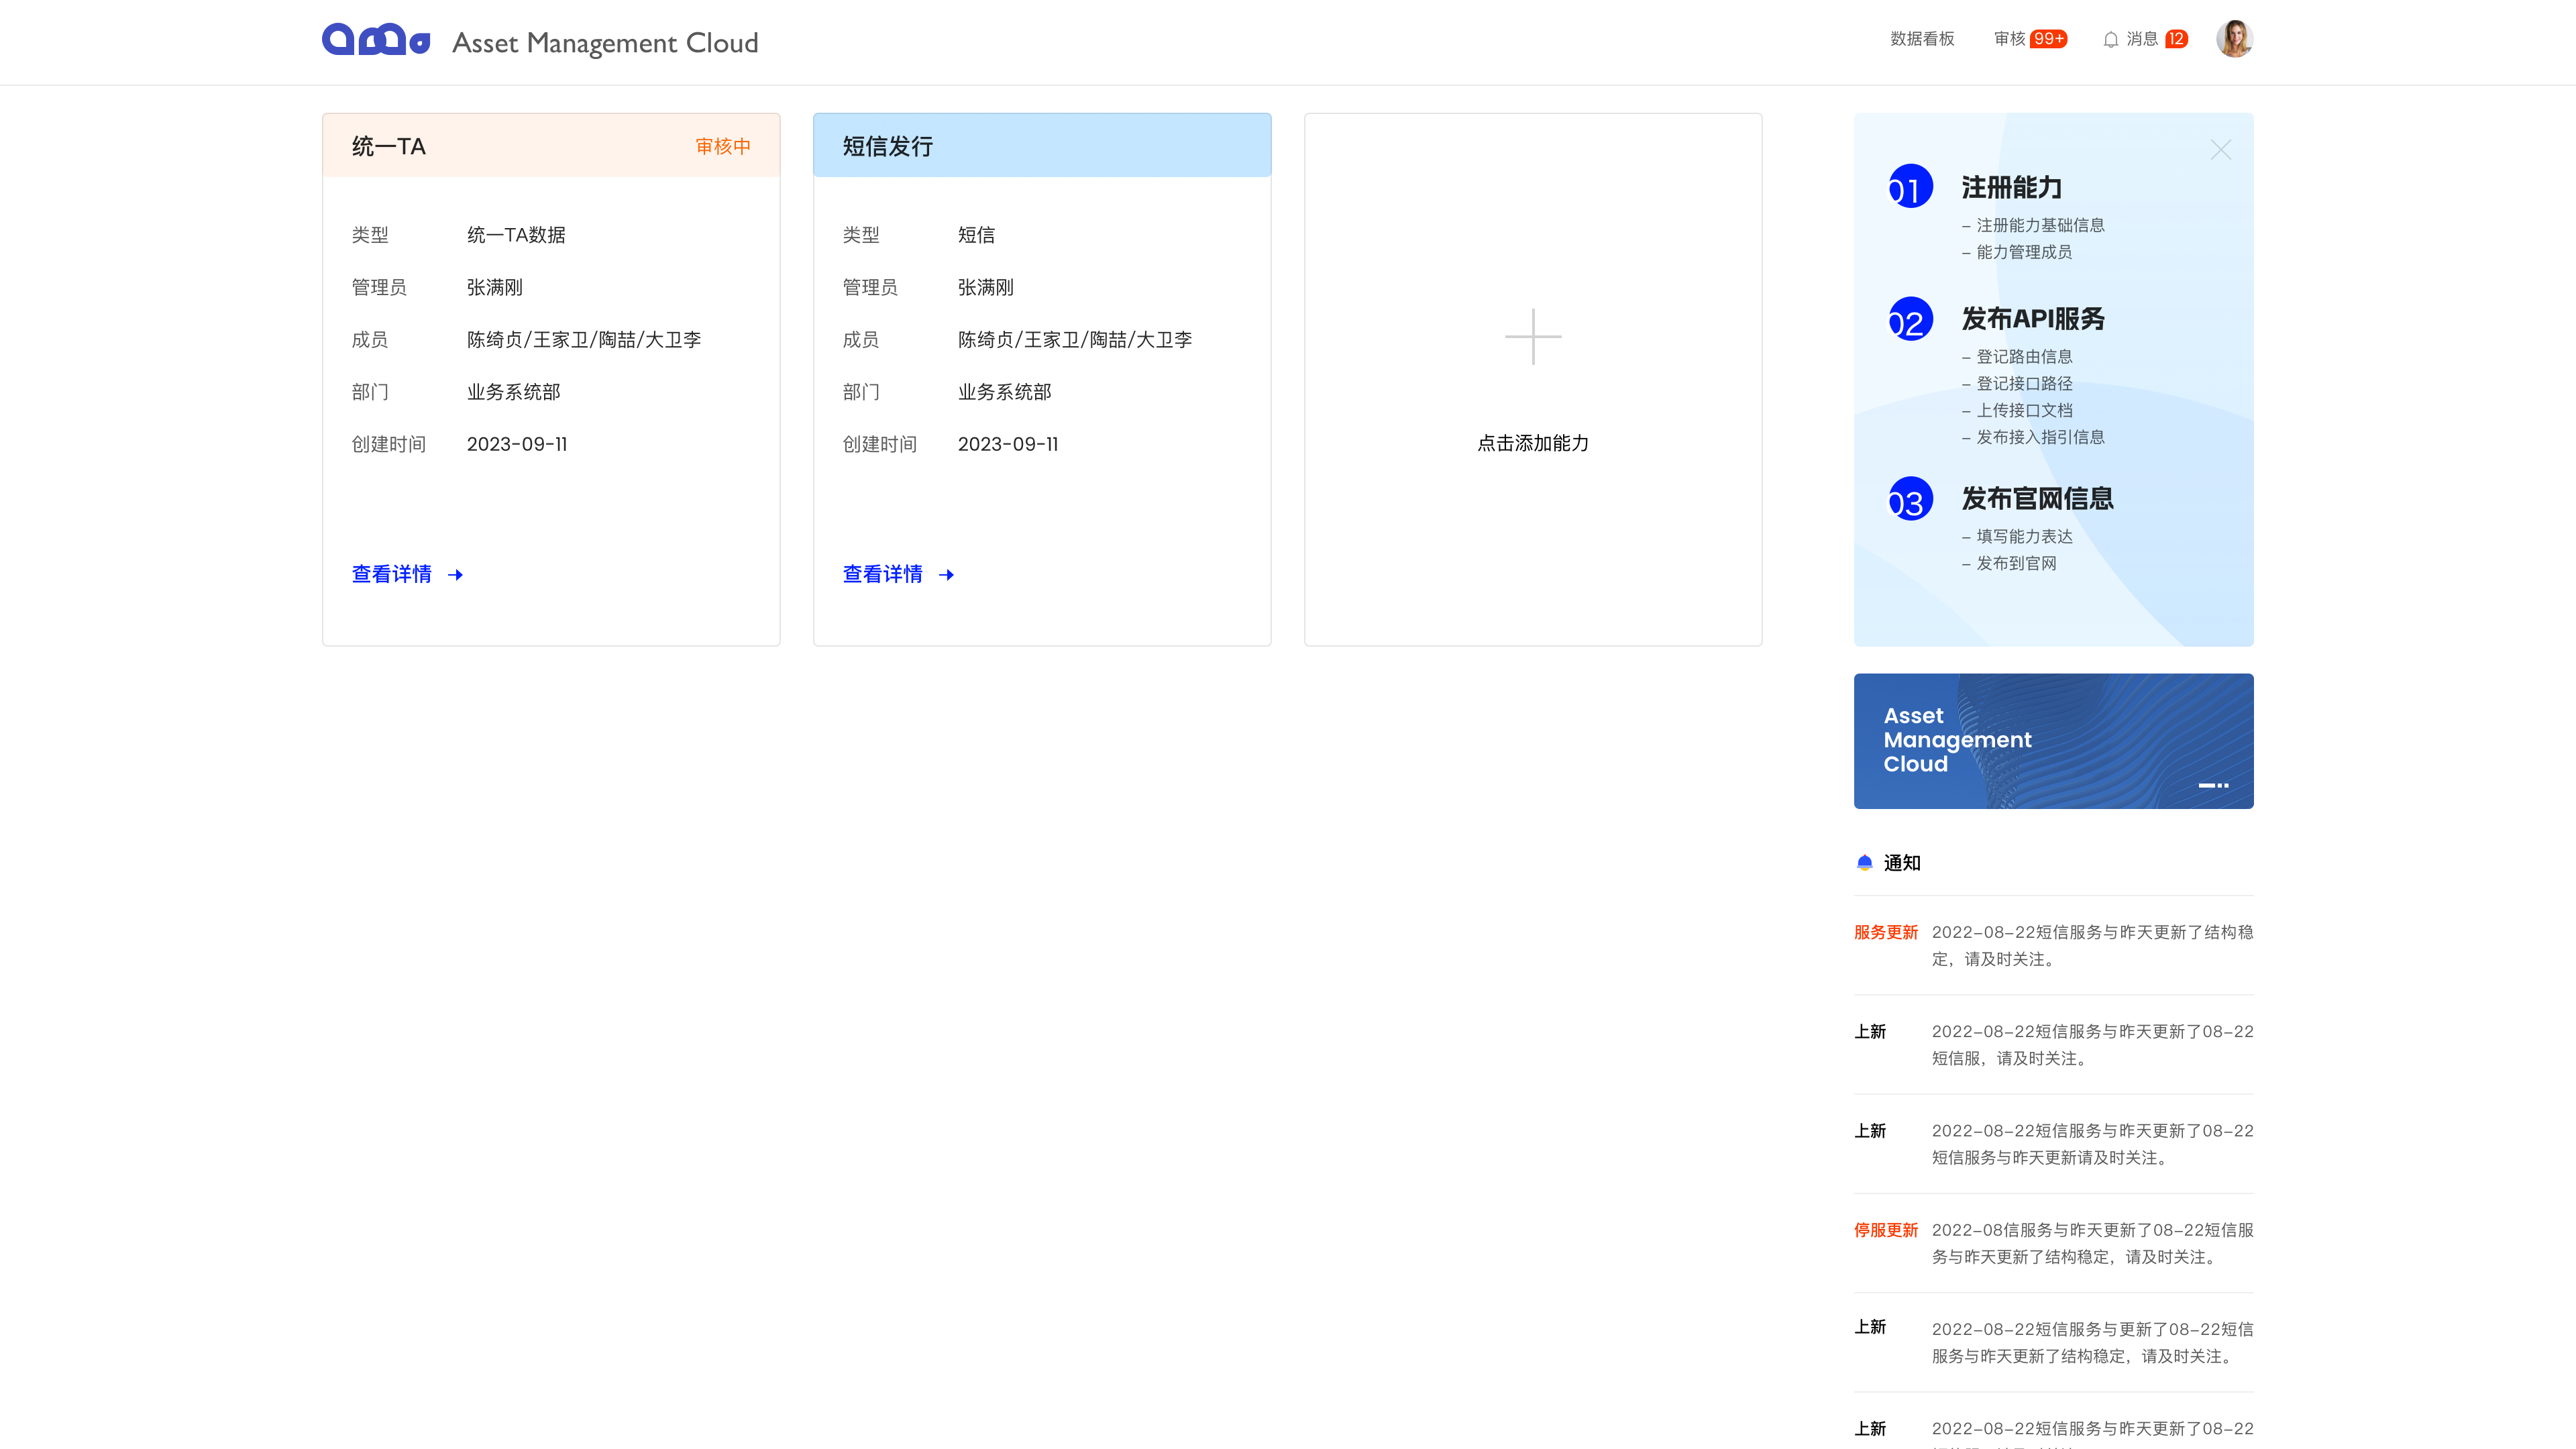 Asset Management Cloud
数据看板
审核 99+
消息 12
统一TA
审核中
类型 统一TA数据
管理员 张满刚
成员 陈绮贞/王家卫/陶喆/大卫李
部门 业务系统部
创建时间 2023-09-11
查看详情
短信发行
类型 短信
管理员 张满刚
成员 陈绮贞/王家卫/陶喆/大卫李
部门 业务系统部
创建时间 2023-09-11
查看详情
点击添加能力
01 注册能力
– 注册能力基础信息
– 能力管理成员
02 发布API服务
– 登记路由信息
– 登记接口路径
– 上传接口文档
– 发布接入指引信息
03 发布官网信息
– 填写能力表达
– 发布到官网
Asset
Management
Cloud
通知
服务更新 2022-08-22短信服务与昨天更新了结构稳
定，请及时关注。
上新 2022-08-22短信服务与昨天更新了08-22
短信服，请及时关注。
上新 2022-08-22短信服务与昨天更新了08-22
短信服务与昨天更新请及时关注。
停服更新 2022-08信服务与昨天更新了08-22短信服
务与昨天更新了结构稳定，请及时关注。
上新 2022-08-22短信服务与更新了08-22短信
服务与昨天更新了结构稳定，请及时关注。
上新 2022-08-22短信服务与昨天更新了08-22